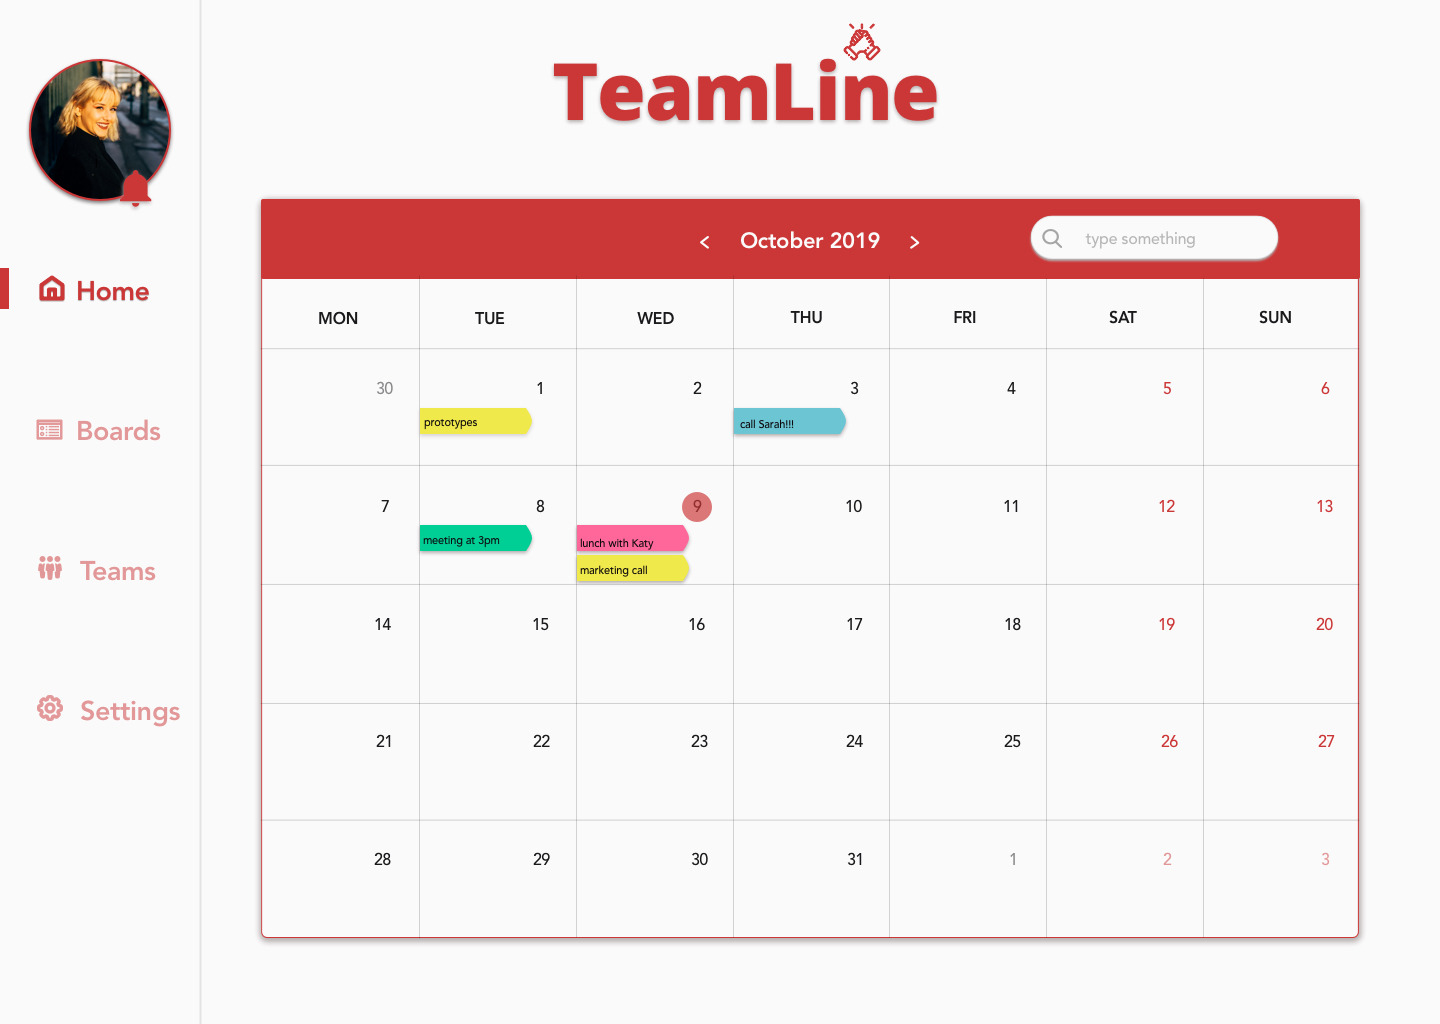 TeamLine
< October 2019 >
type something
Home
Boards
Teams
Settings
MON TUE WED THU FRI SAT SUN
30 1 2 3 4 5 6
prototypes call Sarah!!!
7 8 9 10 11 12 13
meeting at 3pm lunch with Katy
marketing call
14 15 16 17 18 19 20
21 22 23 24 25 26 27
28 29 30 31 1 2 3